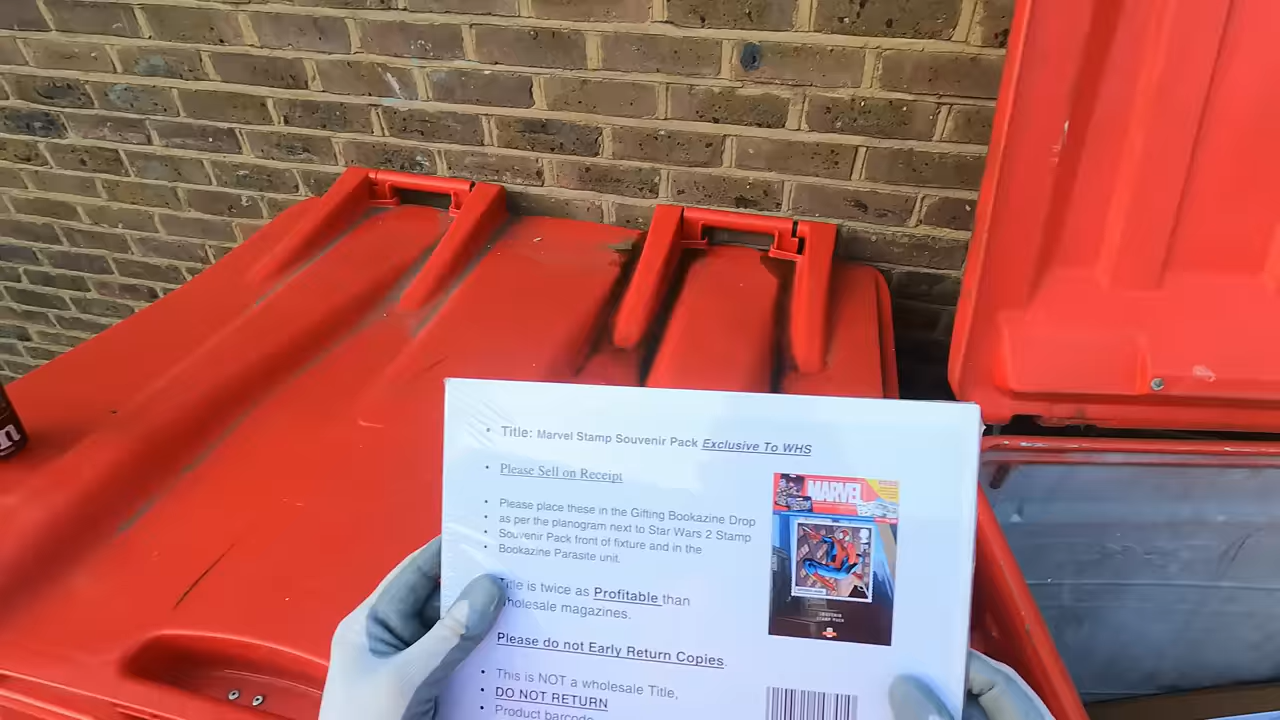 Title: Marvel Stamp Souvenir Pack Exclusive To WHS
Please Sell on Receipt
Please place these in the Gifting Bookazine Drop
as per the planogram next to Star Wars 2 Stamp
Souvenir Pack front of fixture and in the
Bookazine Parasite unit.
MARVEL
Title is twice as Profitable than
wholesale magazines.
SOUVENIR
STAMP PACK
Please do not Early Return Copies.
This is NOT a wholesale Title,
DO NOT RETURN
Product barcode